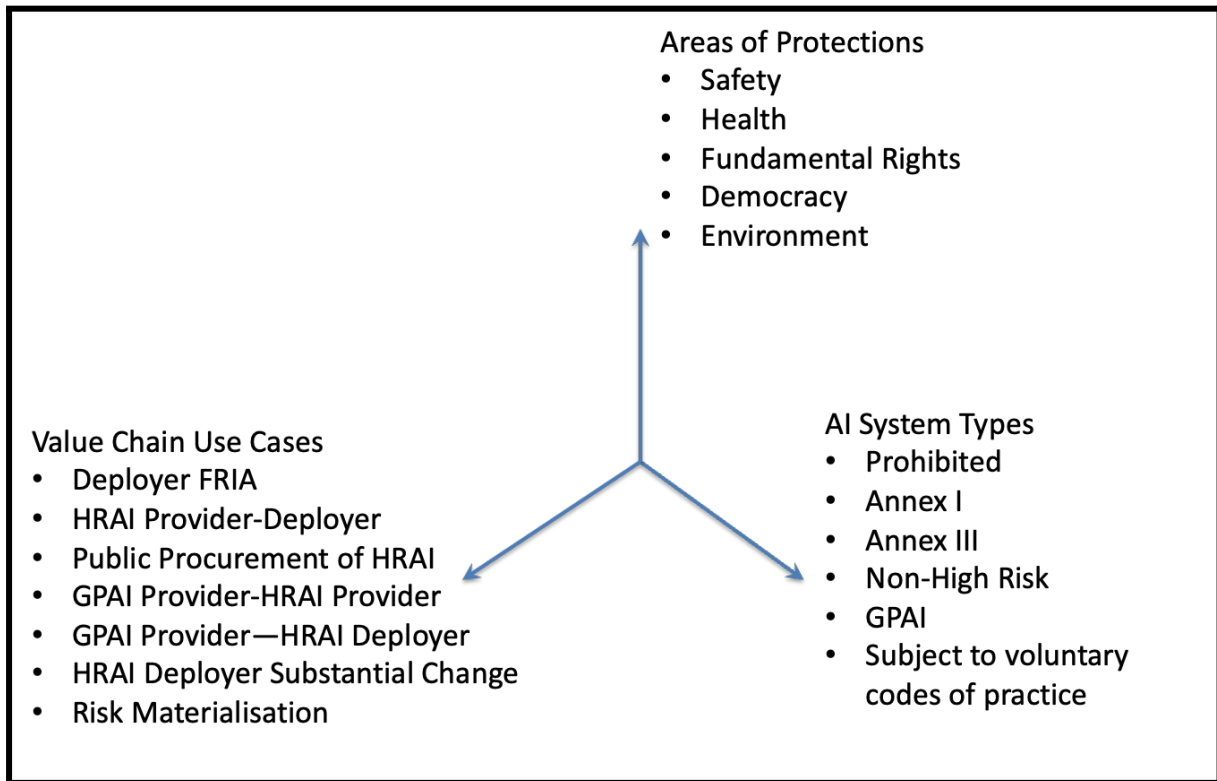 Areas of Protections
• Safety
• Health
• Fundamental Rights
• Democracy
• Environment
Value Chain Use Cases
• Deployer FRIA
• HRAI Provider-Deployer
• Public Procurement of HRAI
• GPAI Provider-HRAI Provider
• GPAI Provider—HRAI Deployer
• HRAI Deployer Substantial Change
• Risk Materialisation
AI System Types
• Prohibited
• Annex I
• Annex III
• Non-High Risk
• GPAI
• Subject to voluntary
codes of practice